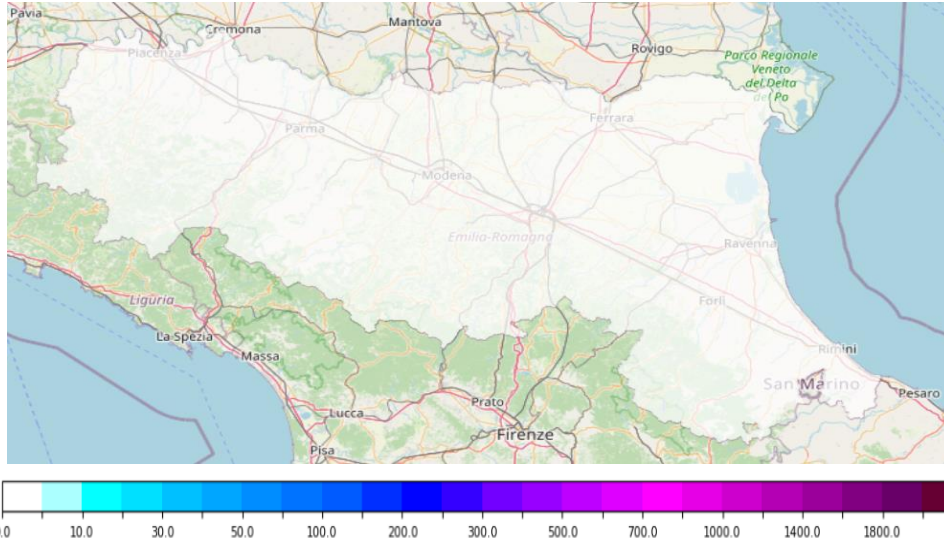 Pavia
Cremona
Mantova
Rovigo
Piacenza
Parco Regionale
Veneto
del Delta
del Po
Ferrara
Parma
Modena
Emilia-Romagna
Ravenna
Liguria
Forlì
La Spezia
Massa
Rimini
San Marino
Pesaro
Prato
Lucca
Firenze
Pisa
.0 10.0 30.0 50.0 100.0 200.0 300.0 500.0 700.0 1000.0 1400.0 1800.0